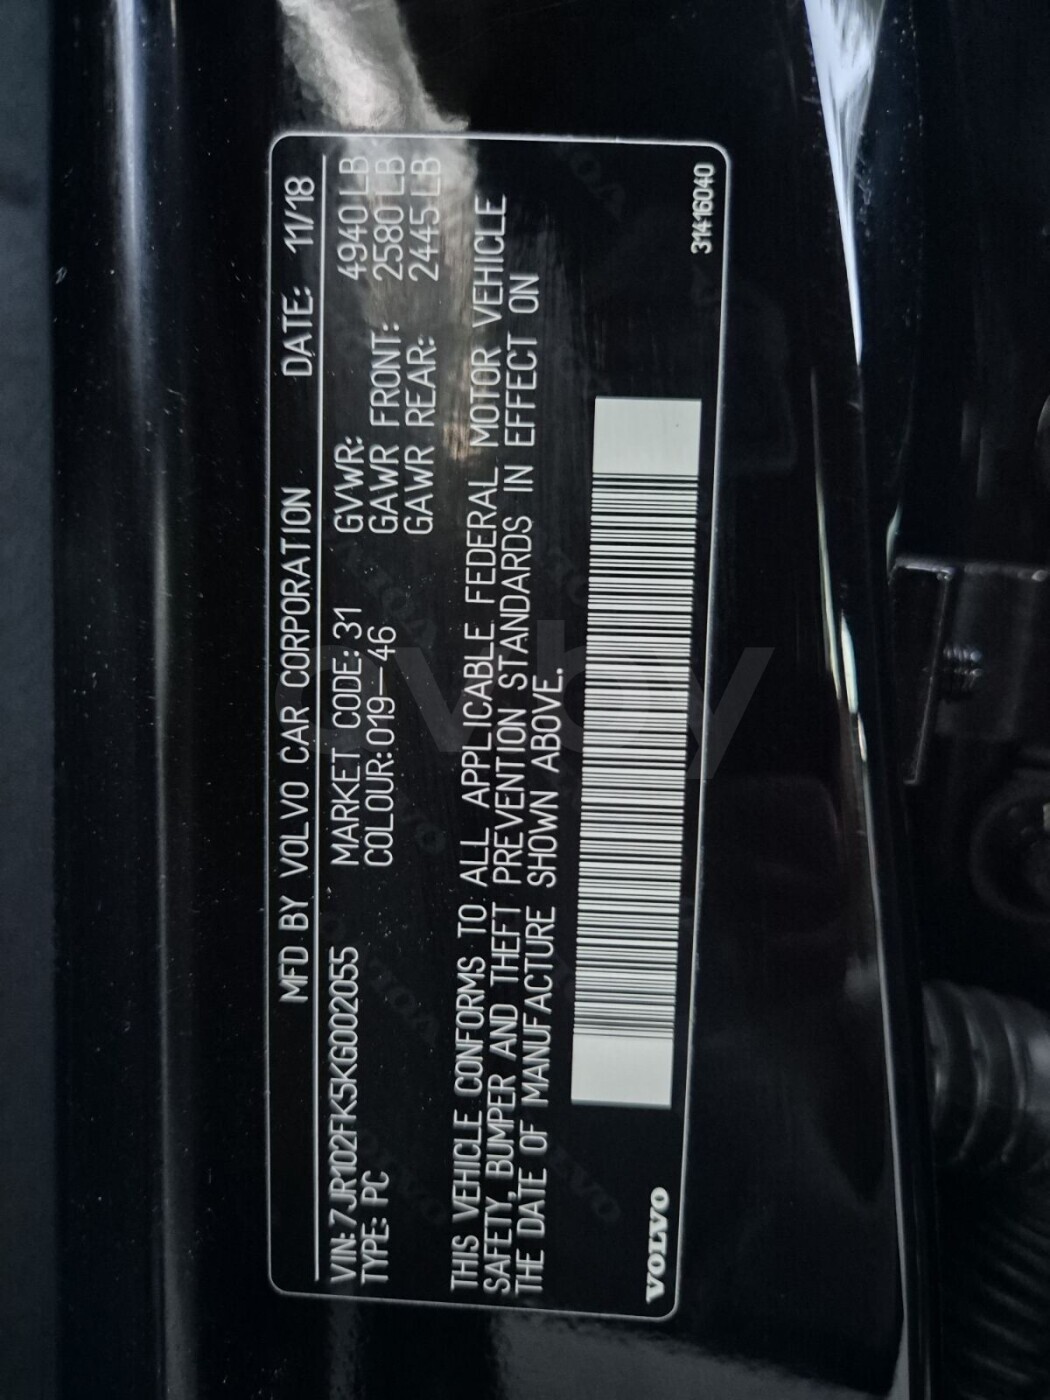 MFD BY VOLVO CAR CORPORATION DATE: 11/18
VIN: 7JR102FK5KG002055 MARKET CODE: 31 GVWR: 4940 LB
TYPE: PC COLOUR: 019-46 GAWR FRONT: 2580 LB
GAWR REAR: 2445 LB
THIS VEHICLE CONFORMS TO ALL APPLICABLE FEDERAL MOTOR VEHICLE
SAFETY, BUMPER AND THEFT PREVENTION STANDARDS IN EFFECT ON
THE DATE OF MANUFACTURE SHOWN ABOVE.
VOLVO
31416040
av.by